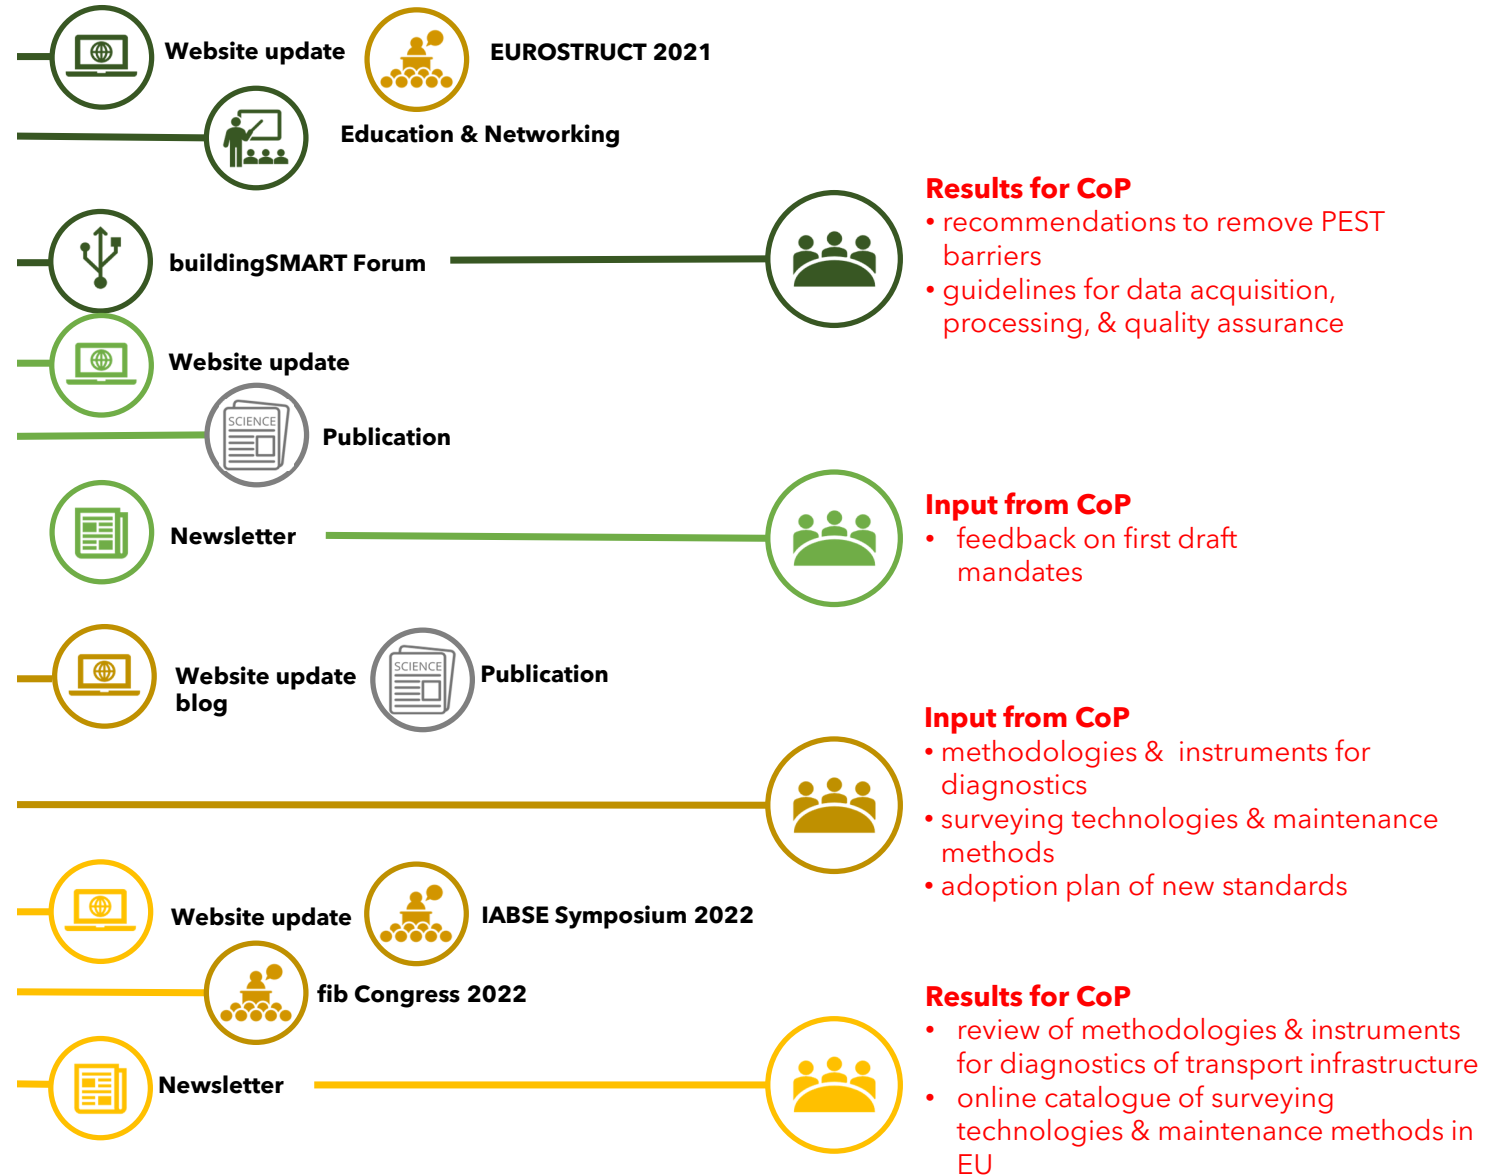 Website update
EUROSTRUCT 2021
Education & Networking
Results for CoP
• recommendations to remove PEST
barriers
• guidelines for data acquisition,
processing, & quality assurance
buildingSMART Forum
Website update
SCIENCE
Publication
Input from CoP
• feedback on first draft
mandates
Newsletter
Website update
blog
SCIENCE
Publication
Input from CoP
• methodologies & instruments for
diagnostics
• surveying technologies & maintenance
methods
• adoption plan of new standards
Website update
IABSE Symposium 2022
fib Congress 2022
Results for CoP
• review of methodologies & instruments
for diagnostics of transport infrastructure
• online catalogue of surveying
technologies & maintenance methods in
EU
Newsletter